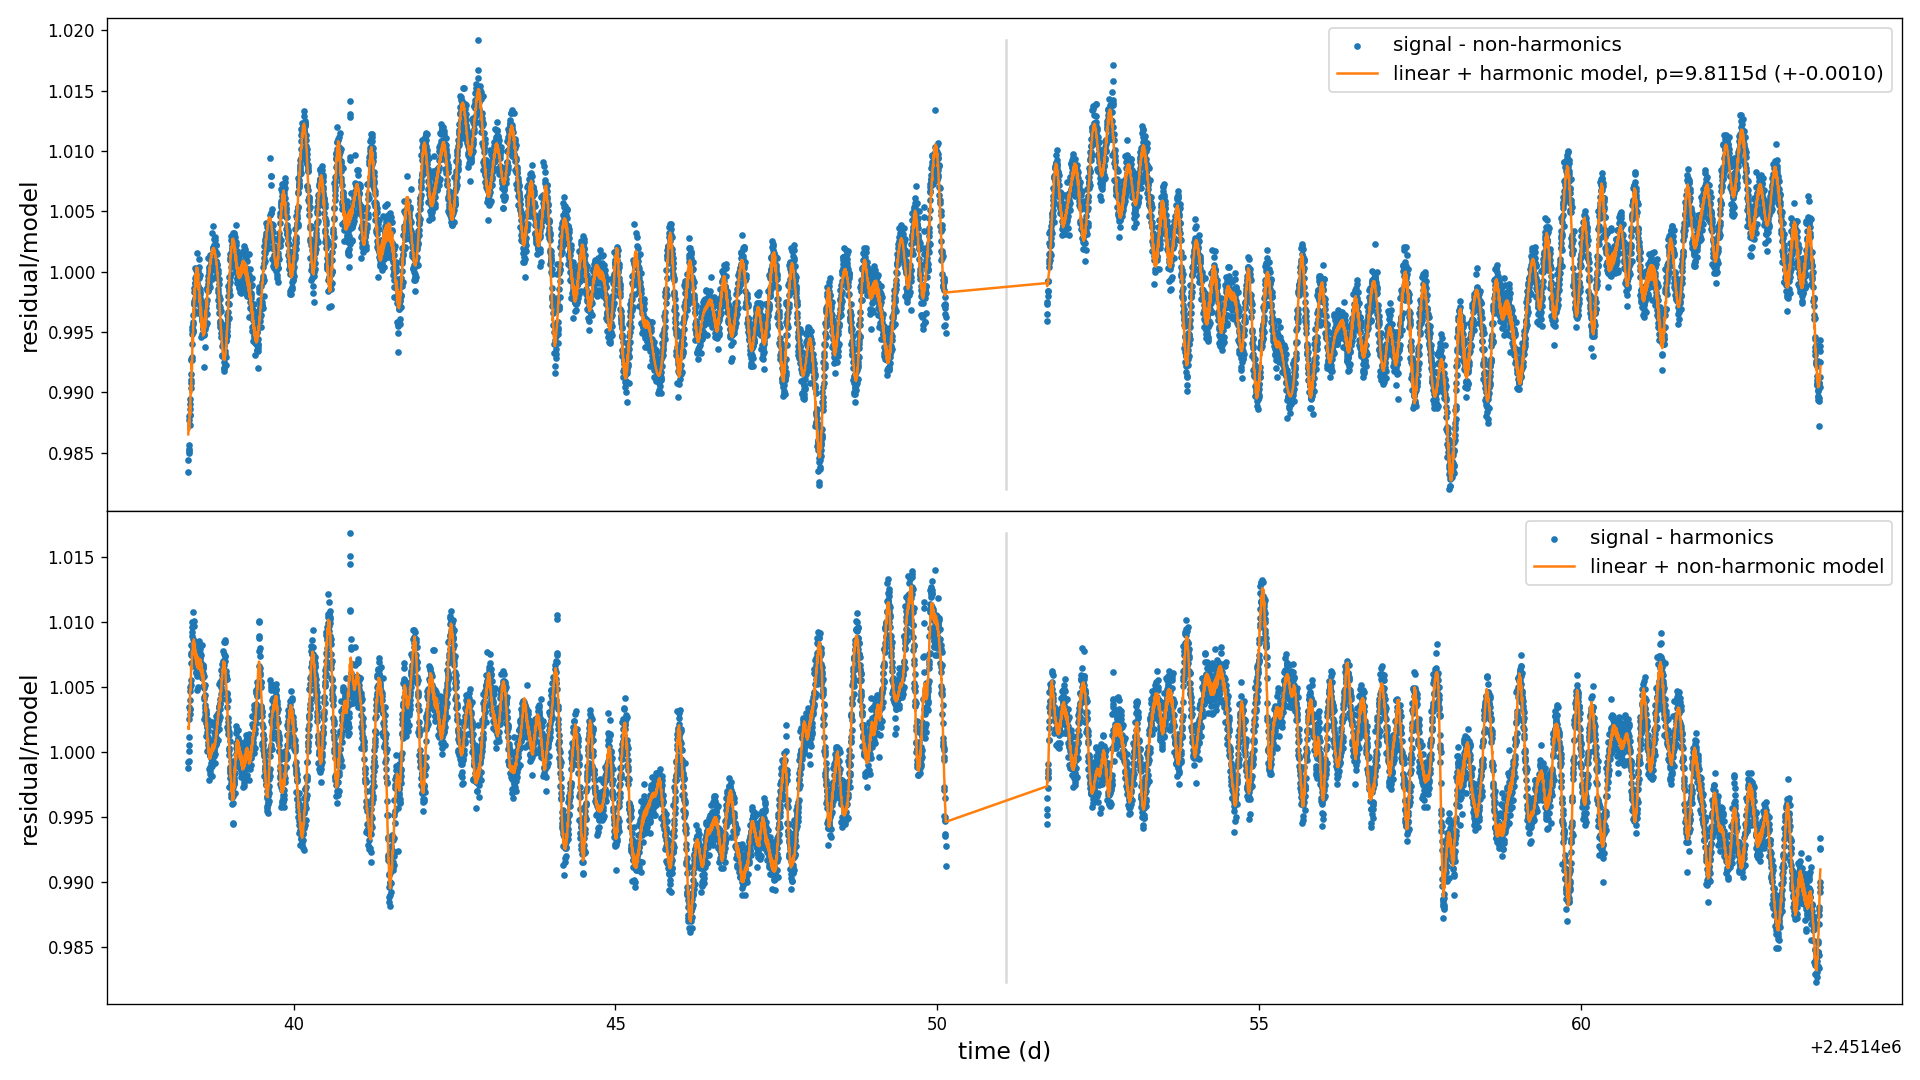 signal - non-harmonics
linear + harmonic model, p=9.8115d (+-0.0010)
1.020
1.015
1.010
1.005
1.000
0.995
0.990
0.985
residual/model
signal - harmonics
linear + non-harmonic model
1.015
1.010
1.005
1.000
0.995
0.990
0.985
residual/model
40 45 50 55 60
time (d)
+2.4514e6